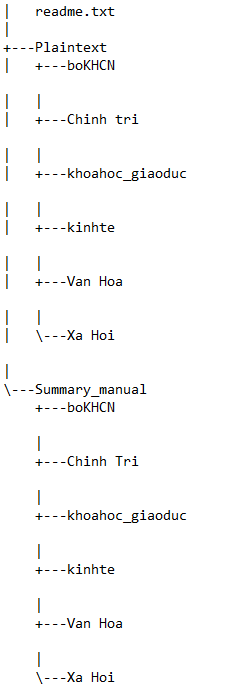 |   readme.txt
|
+---Plaintext
|   +---boKHCN
|   |
|   +---Chinh tri
|   |
|   +---khoahoc_giaoduc
|   |
|   +---kinhte
|   |
|   +---Van Hoa
|   |
|   \---Xa Hoi
|
\---Summary_manual
    +---boKHCN
    |
    +---Chinh Tri
    |
    +---khoahoc_giaoduc
    |
    +---kinhte
    |
    +---Van Hoa
    |
    \---Xa Hoi